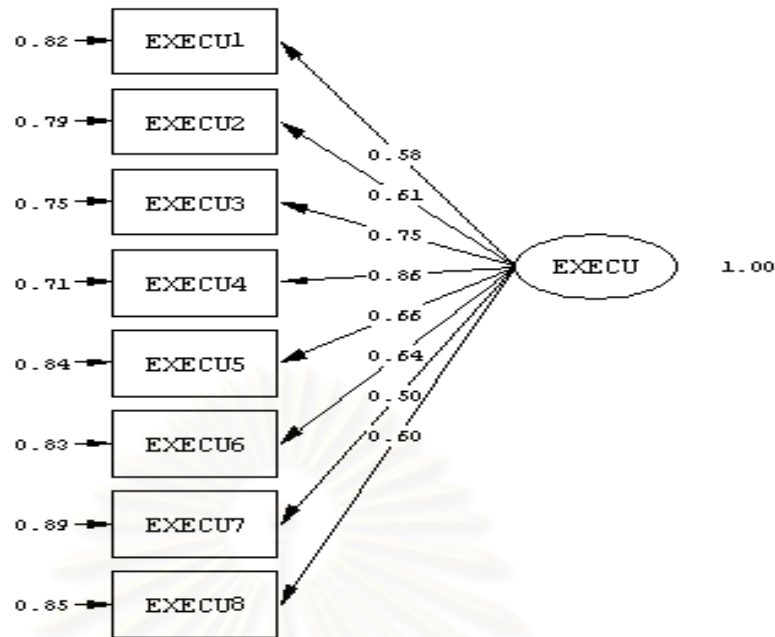 0.82 EXECU1
0.79 EXECU2
0.58
0.61
0.75 EXECU3
0.75
EXECU 1.00
0.71 EXECU4
0.86
0.66
0.84 EXECU5
0.64
0.50
0.83 EXECU6
0.60
0.89 EXECU7
0.85 EXECU8